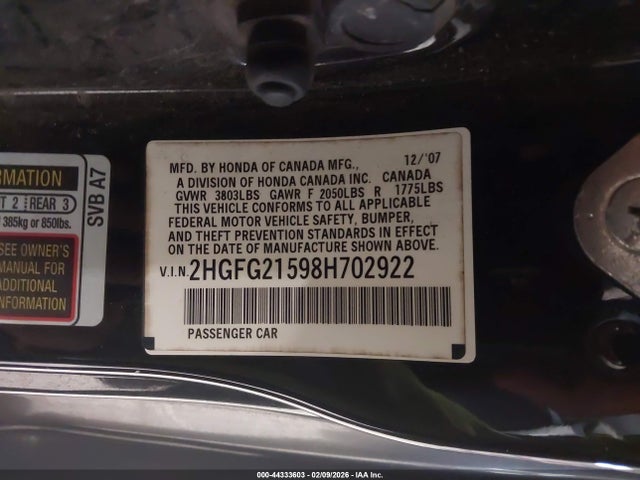 RMATION
T 2 REAR 3
385kg or 850lbs.
SEE OWNER'S
MANUAL FOR
ADDITIONAL
INFORMATION
SVB A7
MFD. BY HONDA OF CANADA MFG., 12/'07
A DIVISION OF HONDA CANADA INC. CANADA
GVWR 3803LBS GAWR F 2050LBS R 1775LBS
THIS VEHICLE CONFORMS TO ALL APPLICABLE
FEDERAL MOTOR VEHICLE SAFETY, BUMPER,
AND THEFT PREVENTION STANDARDS IN EFFECT
ON THE DATE OF MANUFACTURE SHOWN ABOVE.
V.I.N. 2HGFG21598H702922
PASSENGER CAR
000-44333603 - 02/09/2026 - IAA Inc.